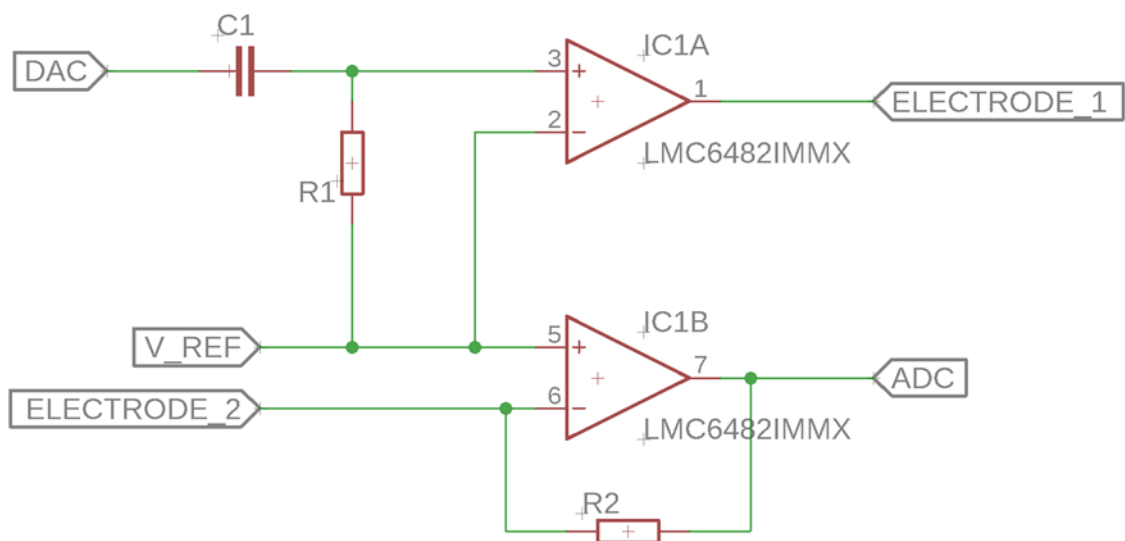 C1
DAC
3
IC1A
1
ELECTRODE_1
2
LMC6482IMMX
R1
V_REF
5
IC1B
7
ADC
ELECTRODE_2
6
LMC6482IMMX
R2